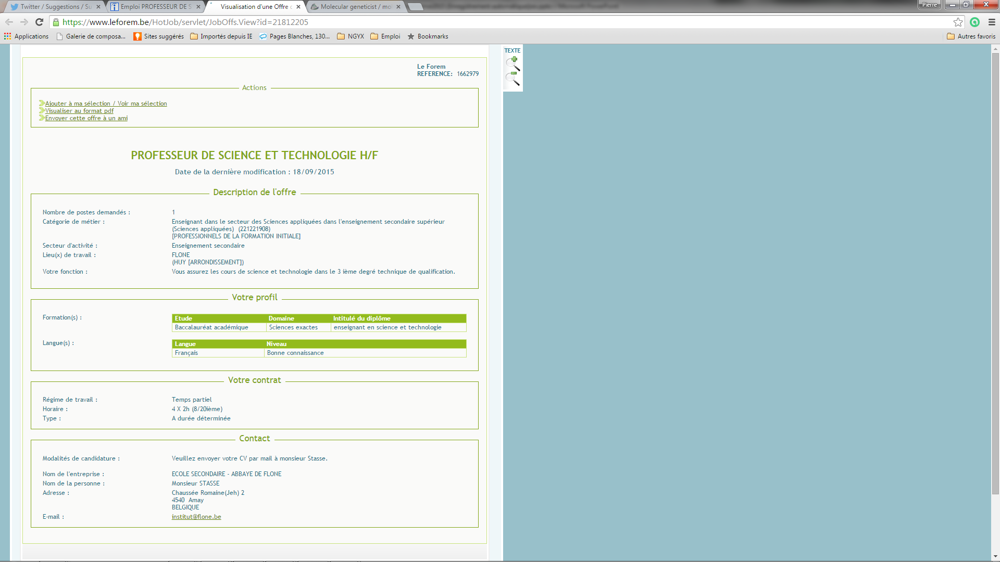 Twitter / Suggestions / Su
Emploi PROFESSEUR DE S
Visualisation d'une Offre d
Molecular geneticist / mo
Pierre
https://www.leforem.be/HotJob/servlet/JobOffs.View?id=21812205
Applications
Galerie de composa...
Sites suggérés
Importés depuis IE
Pages Blanches, 130...
NGYX
Emploi
Bookmarks
Autres favoris
TEXTE
Le Forem
REFERENCE: 1662979
Actions
Ajouter à ma sélection / Voir ma sélection
Visualiser au format pdf
Envoyer cette offre à un ami
PROFESSEUR DE SCIENCE ET TECHNOLOGIE H/F
Date de la dernière modification : 18/09/2015
Description de l'offre
Nombre de postes demandés : 1
Catégorie de métier : Enseignant dans le secteur des Sciences appliquées dans l'enseignement secondaire supérieur
(Sciences appliquées) (221221908)
[PROFESSIONNELS DE LA FORMATION INITIALE]
Secteur d'activité : Enseignement secondaire
Lieu(x) de travail : FLONE
(HUY [ARRONDISSEMENT])
Votre fonction : Vous assurez les cours de science et technologie dans le 3 ième degré technique de qualification.
Votre profil
Formation(s) : Etude Domaine Intitulé du diplôme
Baccalauréat académique Sciences exactes enseignant en science et technologie
Langue(s) : Langue Niveau
Français Bonne connaissance
Votre contrat
Régime de travail : Temps partiel
Horaire : 4 X 2h (8/20ième)
Type : A durée déterminée
Contact
Modalités de candidature : Veuillez envoyer votre CV par mail à monsieur Stasse.
Nom de l'entreprise : ECOLE SECONDAIRE - ABBAYE DE FLONE
Nom de la personne : Monsieur STASSE
Adresse : Chaussée Romaine(Jeh) 2
4540 Amay
BELGIQUE
E-mail : institut@flone.be